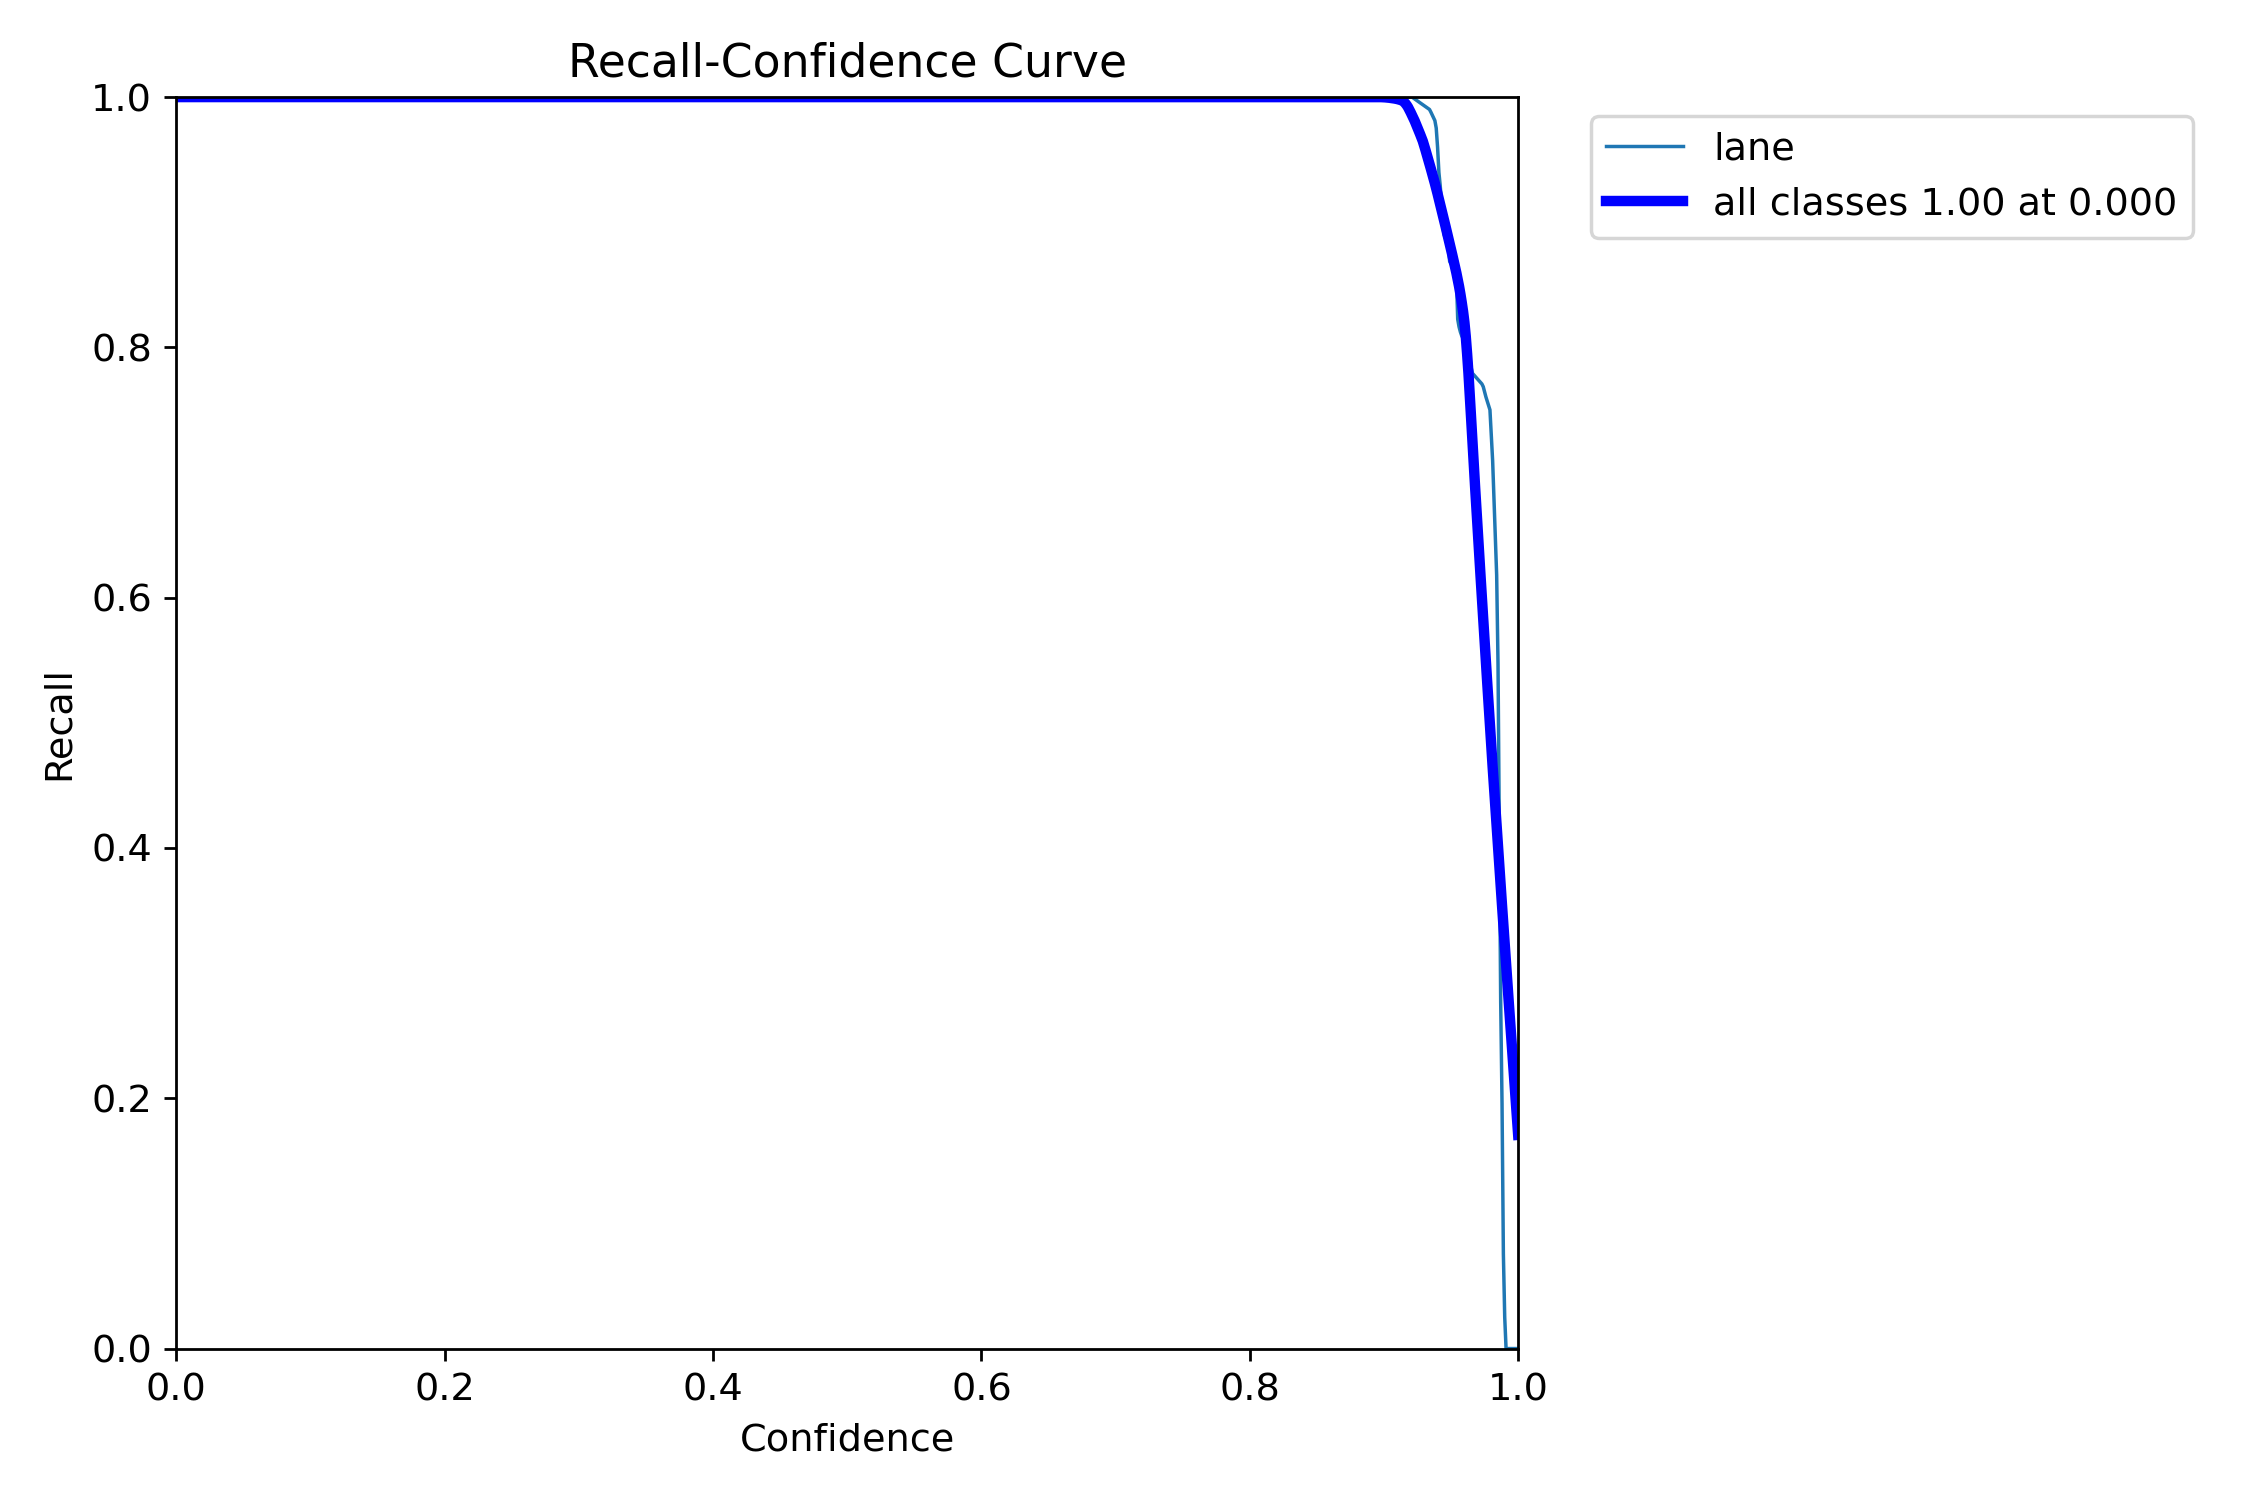 Recall-Confidence Curve
1.0
0.8
0.6
0.4
0.2
0.0
Recall
0.0 0.2 0.4 0.6 0.8 1.0
Confidence
lane
all classes 1.00 at 0.000